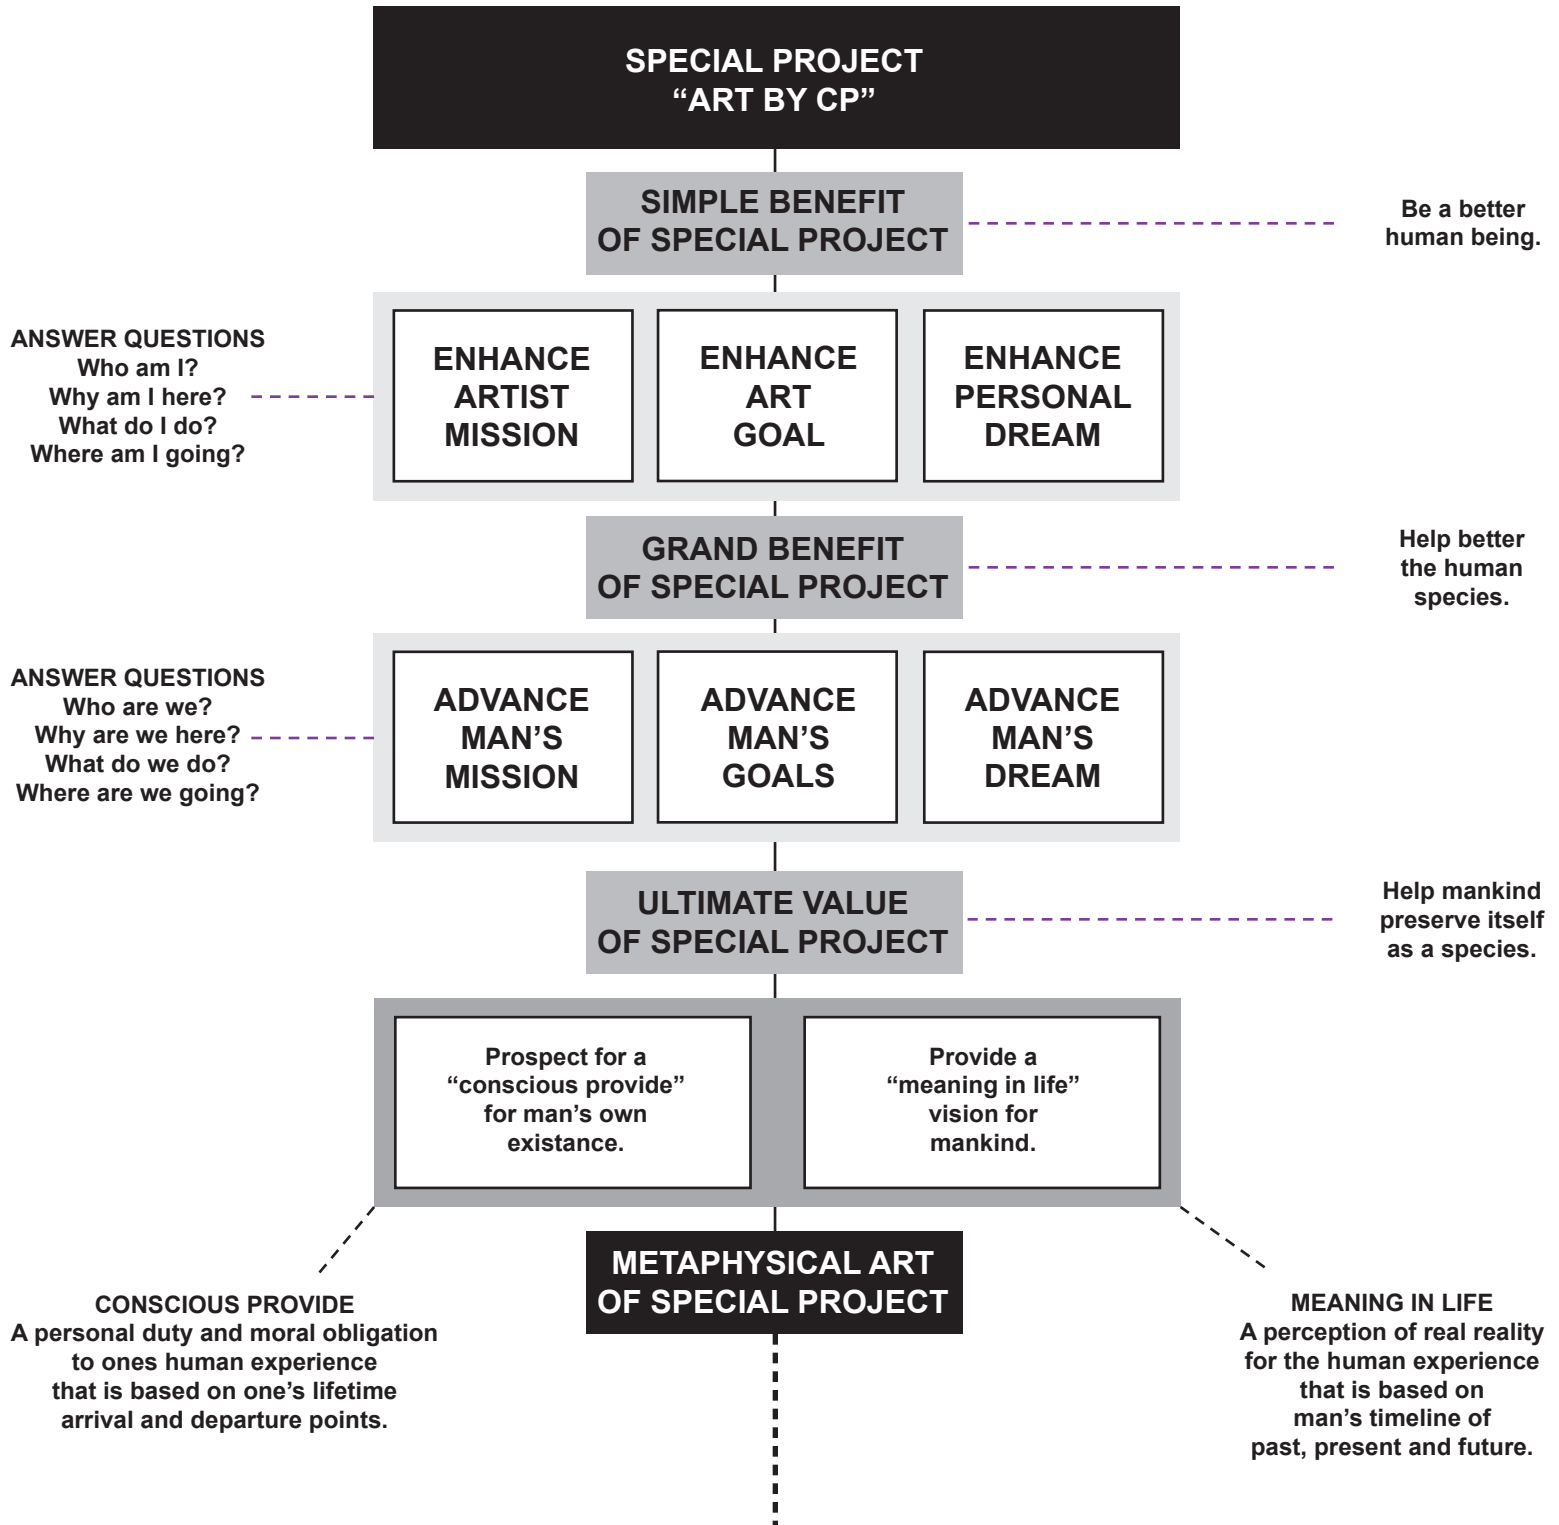 SPECIAL PROJECT
“ART BY CP”
SIMPLE BENEFIT
OF SPECIAL PROJECT
Be a better
human being.
ANSWER QUESTIONS
Who am I?
Why am I here?
What do I do?
Where am I going?
ENHANCE
ARTIST
MISSION
ENHANCE
ART
GOAL
ENHANCE
PERSONAL
DREAM
GRAND BENEFIT
OF SPECIAL PROJECT
Help better
the human
species.
ANSWER QUESTIONS
Who are we?
Why are we here?
What do we do?
Where are we going?
ADVANCE
MAN’S
MISSION
ADVANCE
MAN’S
GOALS
ADVANCE
MAN’S
DREAM
ULTIMATE VALUE
OF SPECIAL PROJECT
Help mankind
preserve itself
as a species.
Prospect for a
“conscious provide”
for man’s own
existance.
Provide a
“meaning in life”
vision for
mankind.
METAPHYSICAL ART
OF SPECIAL PROJECT
CONSCIOUS PROVIDE
A personal duty and moral obligation
to ones human experience
that is based on one’s lifetime
arrival and departure points.
MEANING IN LIFE
A perception of real reality
for the human experience
that is based on
man’s timeline of
past, present and future.